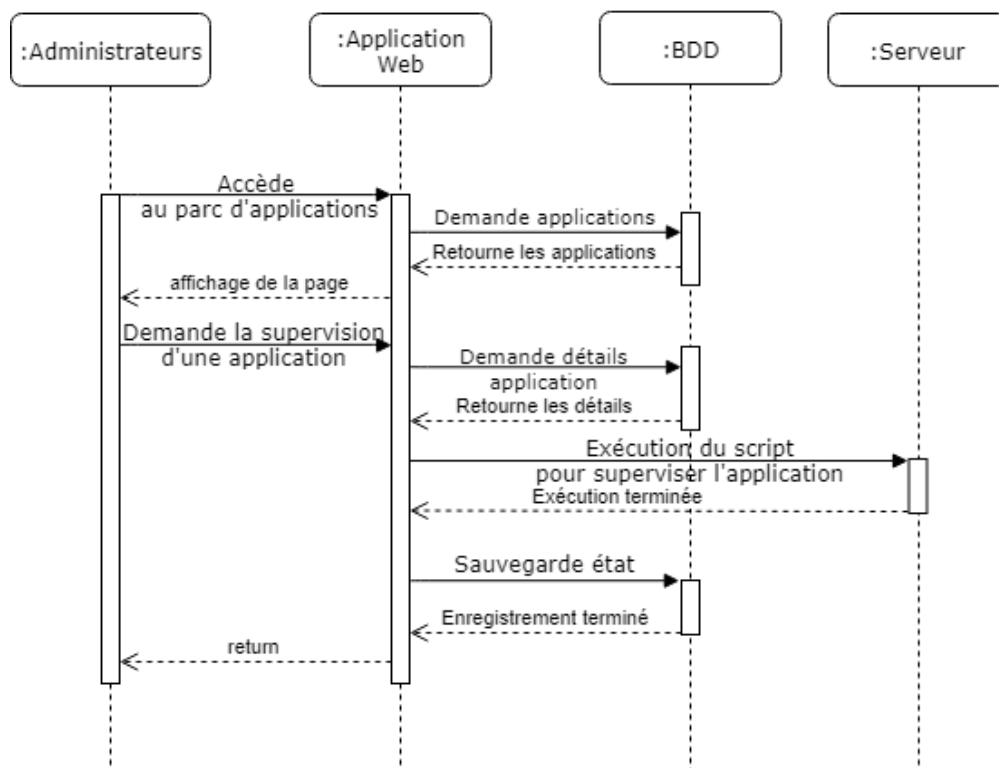 :Administrateurs
:Application
Web
:BDD
:Serveur
Accède
au parc d'applications
Demande applications
Retourne les applications
affichage de la page
Demande la supervision
d'une application
Demande détails
application
Retourne les détails
Exécution du script
pour superviser l'application
Exécution terminée
Sauvegarde état
Enregistrement terminé
return